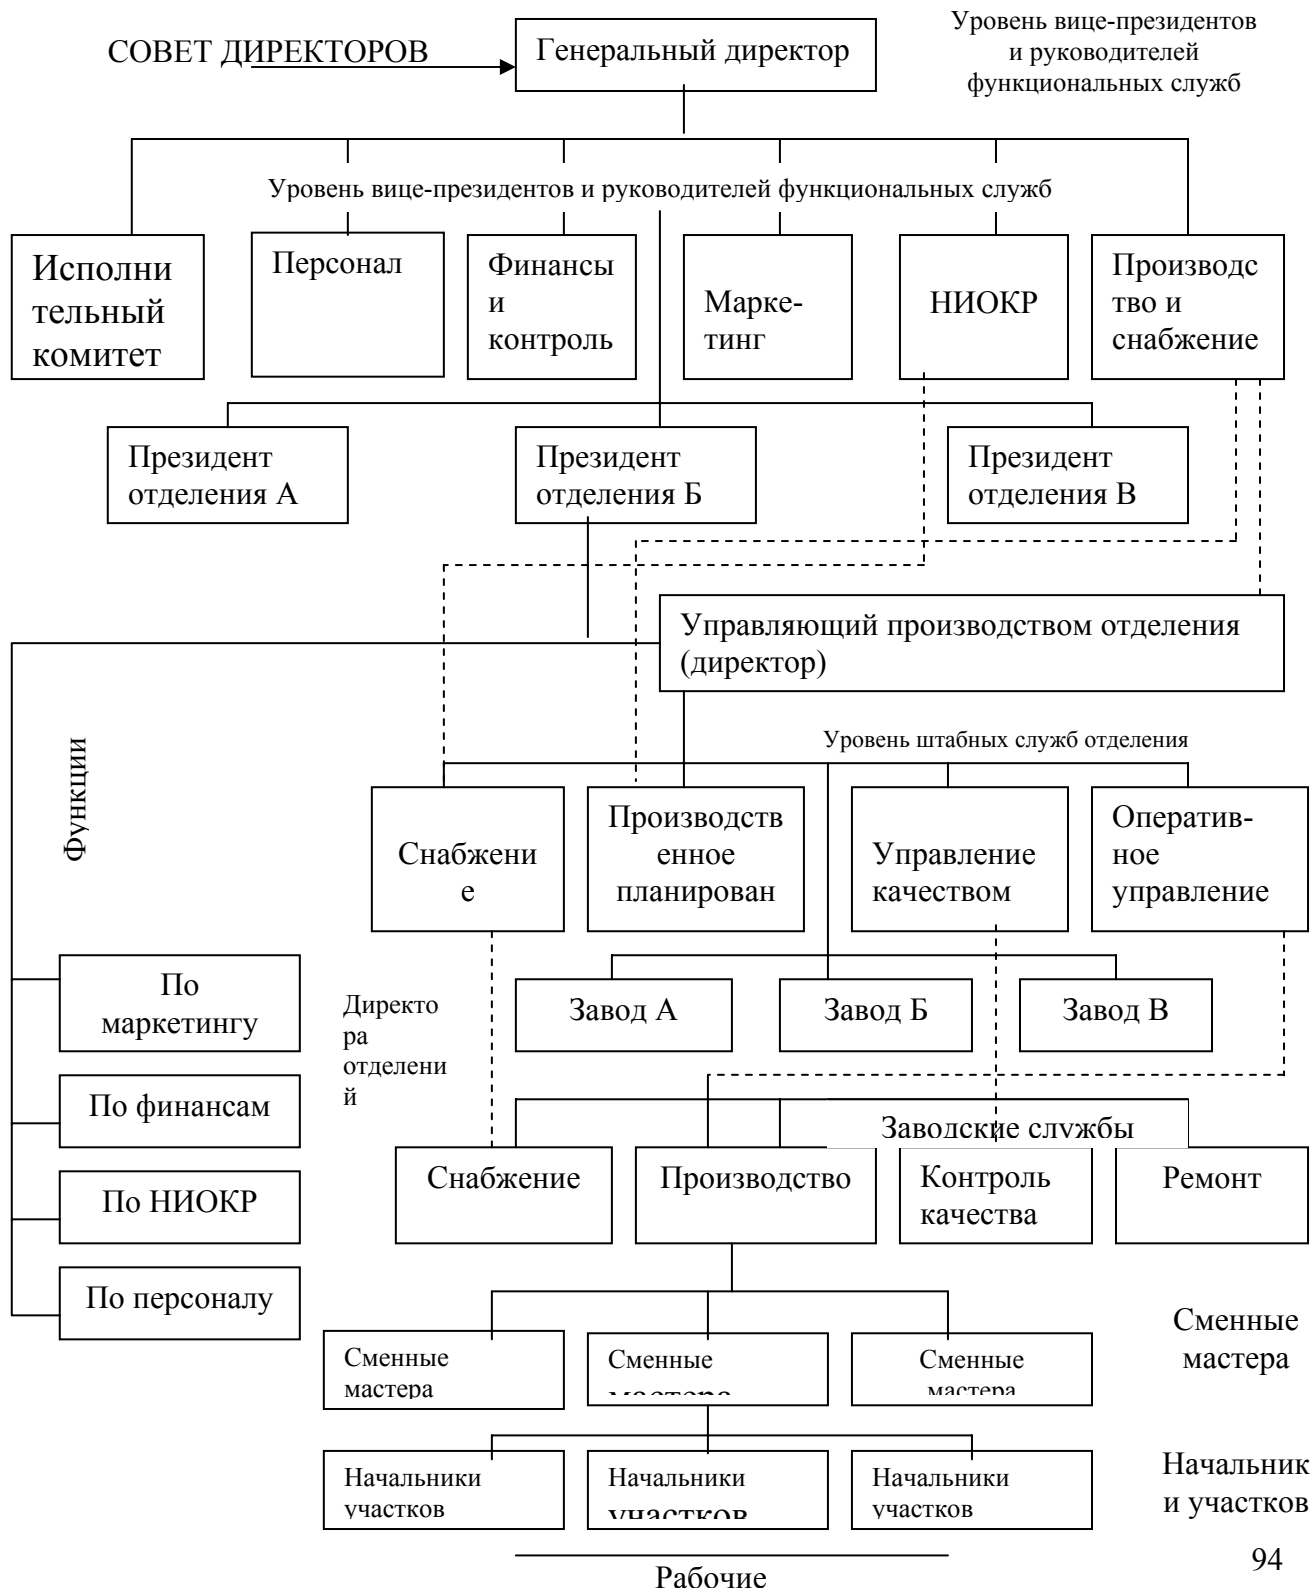 СОВЕТ ДИРЕКТОРОВ
Генеральный директор
Уровень вице-президентов
и руководителей
функциональных служб
Уровень вице-президентов и руководителей функциональных служб
Исполни
тельный
комитет
Персонал
Финансы
и
контроль
Марке-
тинг
НИОКР
Производс
тво и
снабжение
Президент
отделения А
Президент
отделения Б
Президент
отделения В
Управляющий производством отделения
(директор)
Функции
Уровень штабных служб отделения
Снабжени
е
Производств
енное
планирован
Управление
качеством
Оператив-
ное
управление
По
маркетингу
По финансам
По НИОКР
По персоналу
Директо
ра
отделени
й
Завод А
Завод Б
Завод В
Заводские службы
Снабжение
Производство
Контроль
качества
Ремонт
Сменные
мастера
Сменные
мастера
Сменные
мастера
Сменные
мастера
Начальники
участков
Начальники
участков
Начальники
участков
Начальник
и участков
Рабочие
94